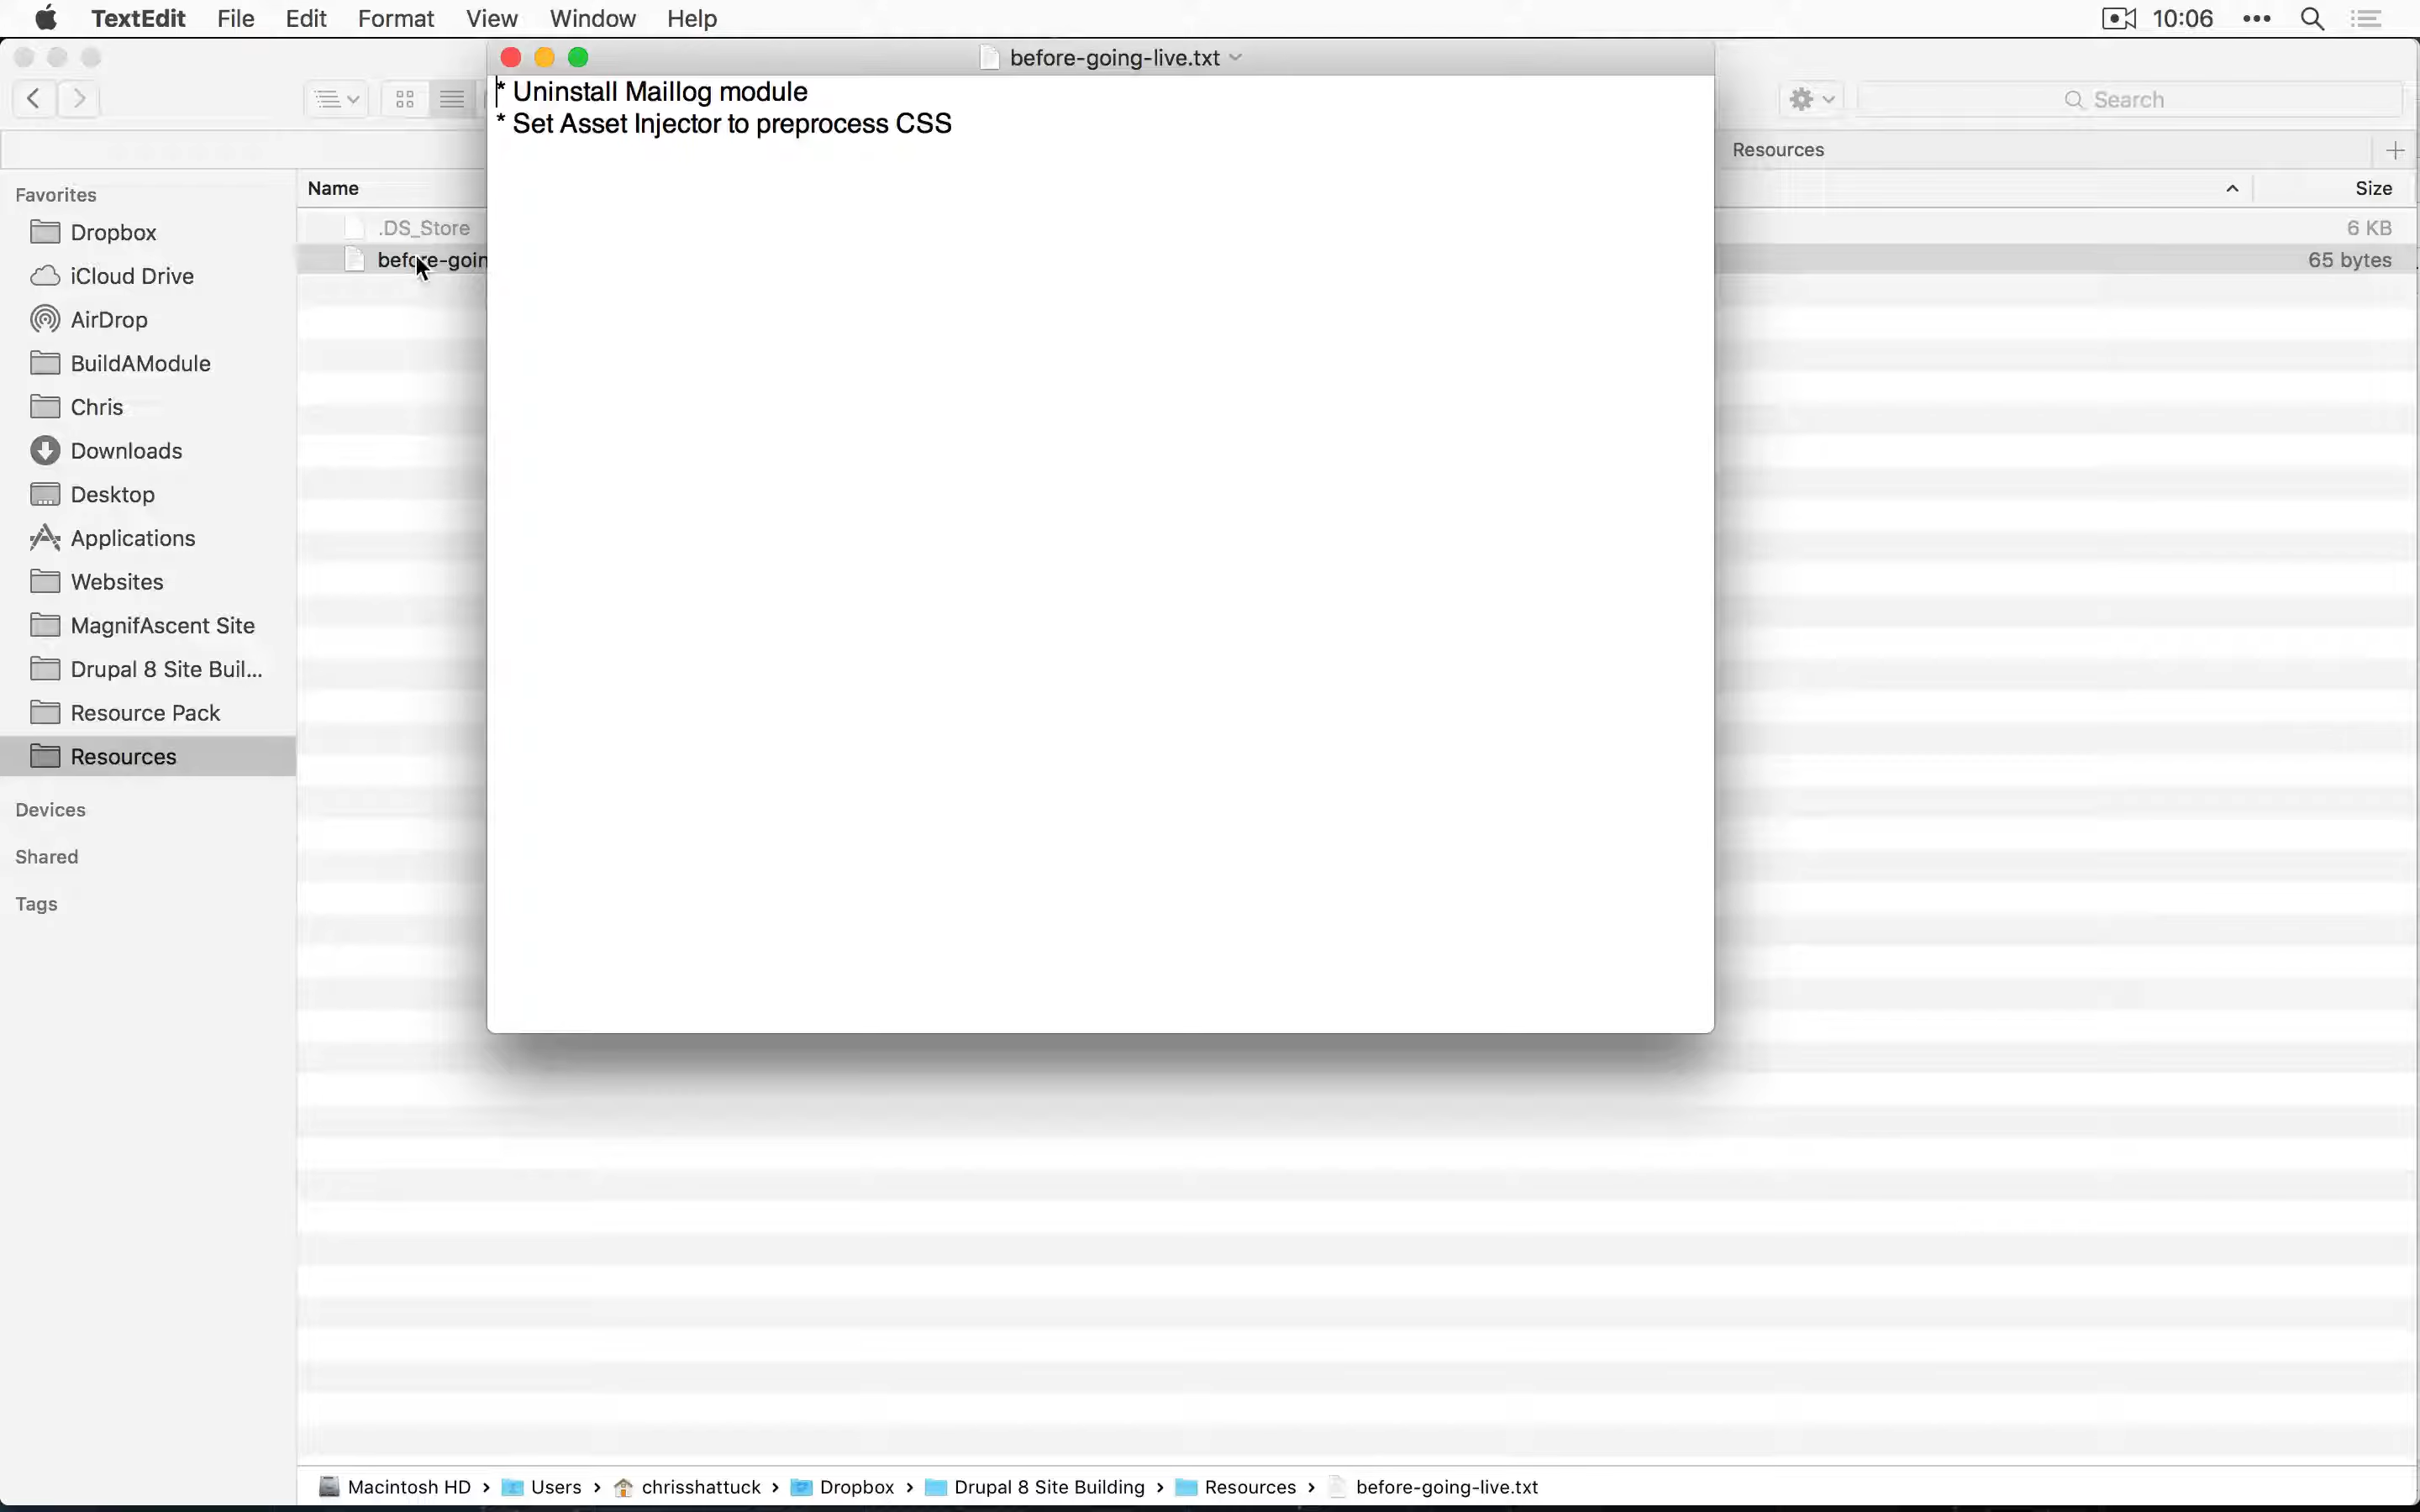 TextEdit File Edit Format View Window Help 10:06
before-going-live.txt
* Uninstall Maillog module
* Set Asset Injector to preprocess CSS
Search
Resources
Name Size
.DS_Store 6 KB
before-goin 65 bytes
Favorites
Dropbox
iCloud Drive
AirDrop
BuildAModule
Chris
Downloads
Desktop
Applications
Websites
MagnifAscent Site
Drupal 8 Site Buil...
Resource Pack
Resources
Devices
Shared
Tags
Macintosh HD › Users › chrisshattuck › Dropbox › Drupal 8 Site Building › Resources › before-going-live.txt